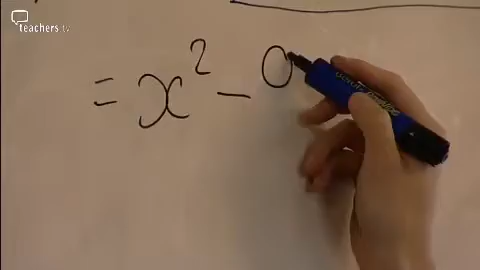 teachers tv
= x² - 0